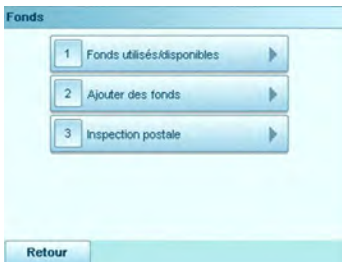 Fonds
1 Fonds utilisés/disponibles
2 Ajouter des fonds
3 Inspection postale
Retour